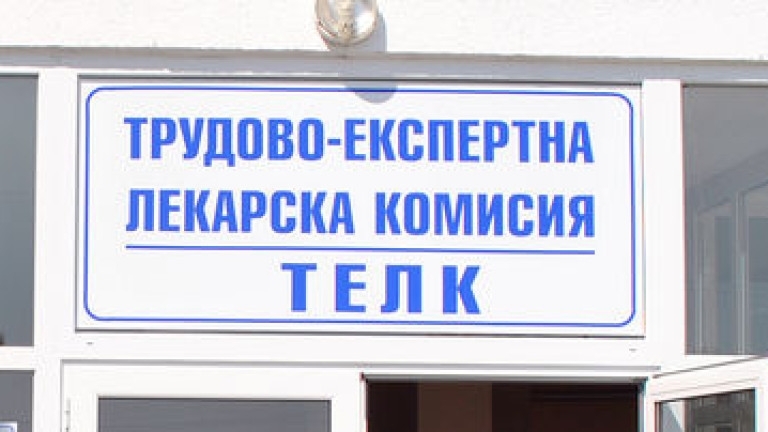 ТРУДОВО-ЕКСПЕРТНА
ЛЕКАРСКА КОМИСИЯ
ТЕЛК